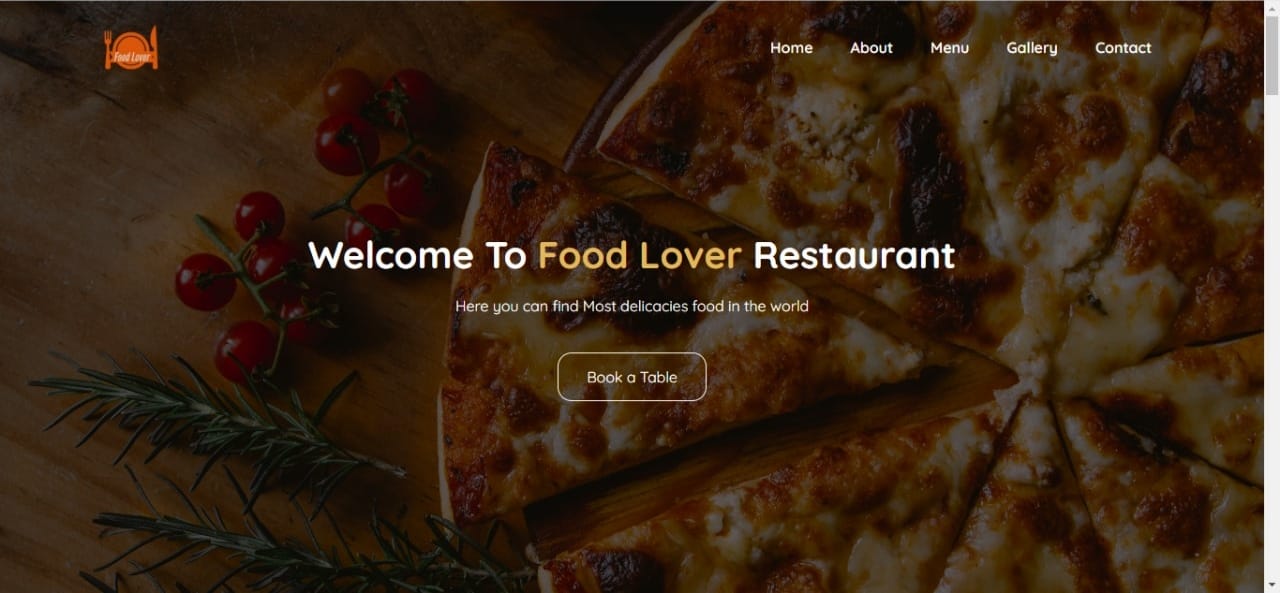 Food Lover
Home About Menu Gallery Contact
Welcome To Food Lover Restaurant
Here you can find Most delicacies food in the world
Book a Table